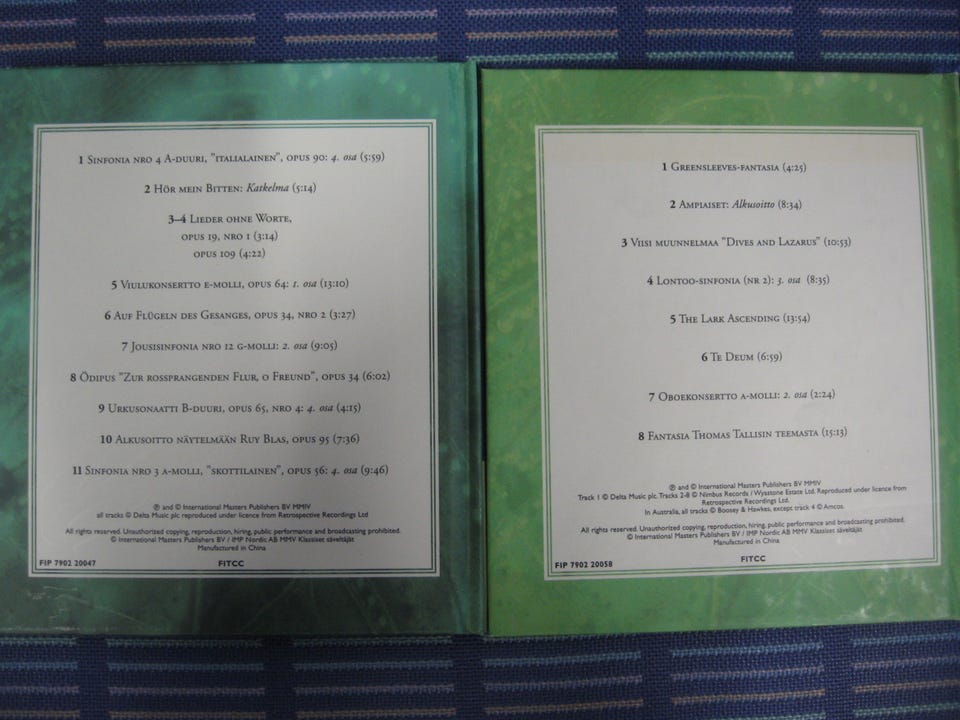 1 Sinfonia nro 4 A-duuri, "italialainen", opus 90: 4. osa (5:59)
2 Hör mein Bitten: Katkelma (5:14)
3–4 Lieder ohne Worte,
opus 19, nro 1 (3:14)
opus 109 (4:22)
5 Viulukonsertto e-molli, opus 64: 1. osa (13:10)
6 Auf Flügeln des Gesanges, opus 34, nro 2 (3:27)
7 Jousisinfonia nro 12 g-molli: 2. osa (9:05)
8 Ödipus "Zur rossprangenden Flur, o Freund", opus 34 (6:02)
9 Urkusonaatti B-duuri, opus 65, nro 4: 4. osa (4:15)
10 Alkusoitto näytelmään Ruy Blas, opus 95 (7:36)
11 Sinfonia nro 3 a-molli, "skottilainen", opus 56: 4. osa (9:46)
℗ and © International Masters Publishers BV MMIV
all tracks © Delta Music plc reproduced under licence from Retrospective Recordings Ltd
All rights reserved. Unauthorized copying, reproduction, hiring, public performance and broadcasting prohibited.
© International Masters Publishers BV / IMP Nordic AB MMV Klassiset säveltäjät
Manufactured in China
FIP 7902 20047
FITCC
1 Greensleeves-fantasia (4:25)
2 Ampiaiset: Alkusoitto (8:34)
3 Viisi muunnelmaa "Dives and Lazarus" (10:53)
4 Lontoo-sinfonia (nr 2): 3. osa (8:35)
5 The Lark Ascending (13:54)
6 Te Deum (6:59)
7 Oboekonsertto a-molli: 2. osa (2:24)
8 Fantasia Thomas Tallisin teemasta (15:13)
℗ and © International Masters Publishers BV MMIV
Track 1 © Delta Music plc. Tracks 2-8 © Nimbus Records / Wyastone Estate Ltd. Reproduced under licence from
Retrospective Recordings Ltd.
In Australia, all tracks © Boosey & Hawkes, except track 4 © Amcos.
All rights reserved. Unauthorized copying, reproduction, hiring, public performance and broadcasting prohibited.
© International Masters Publishers BV / IMP Nordic AB MMV Klassiset säveltäjät
Manufactured in China
FIP 7902 20058
FITCC